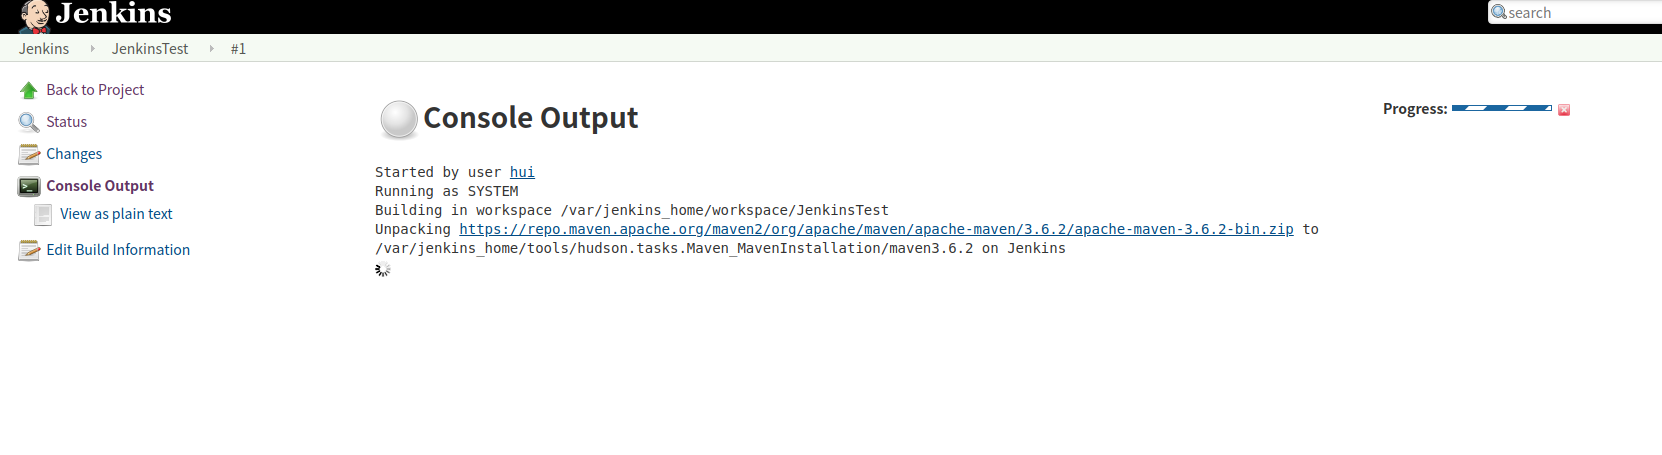 Jenkins
search
Jenkins JenkinsTest #1
Back to Project
Status
Changes
Console Output
View as plain text
Edit Build Information
Console Output
Progress:
Started by user hui
Running as SYSTEM
Building in workspace /var/jenkins_home/workspace/JenkinsTest
Unpacking https://repo.maven.apache.org/maven2/org/apache/maven/apache-maven/3.6.2/apache-maven-3.6.2-bin.zip to
/var/jenkins_home/tools/hudson.tasks.Maven_MavenInstallation/maven3.6.2 on Jenkins